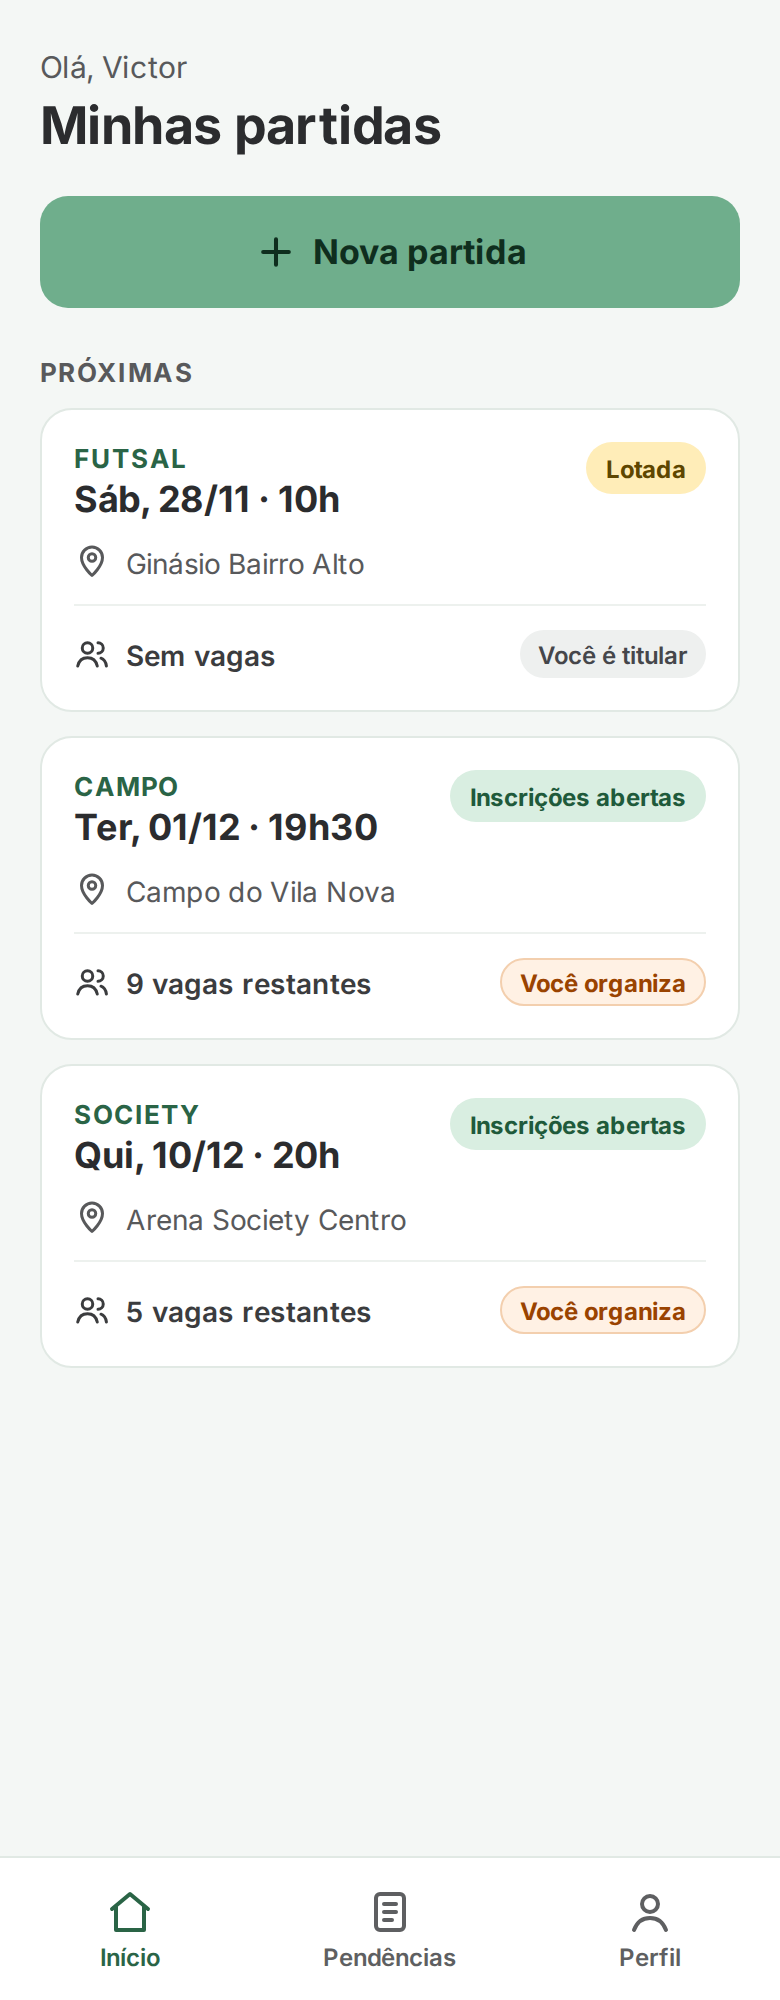 Olá, Victor
Minhas partidas
Nova partida
PRÓXIMAS
FUTSAL
Lotada
Sáb, 28/11 · 10h
Ginásio Bairro Alto
Sem vagas
Você é titular
CAMPO
Inscrições abertas
Ter, 01/12 · 19h30
Campo do Vila Nova
9 vagas restantes
Você organiza
SOCIETY
Inscrições abertas
Qui, 10/12 · 20h
Arena Society Centro
5 vagas restantes
Você organiza
Início
Pendências
Perfil